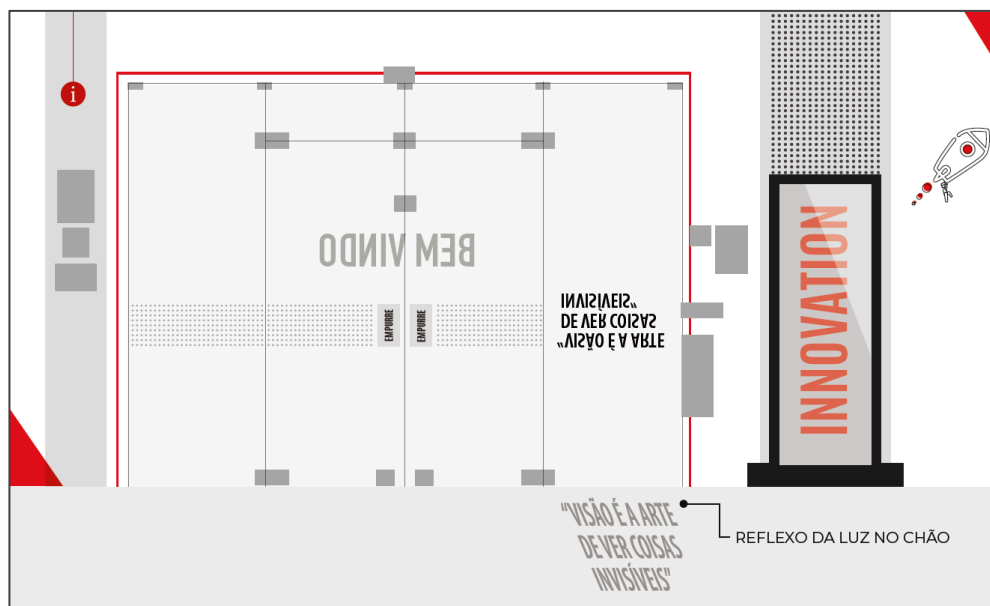 i
BEM VINDO
EMPURRE
EMPURRE
"VISÃO É A ARTE
DE VER COISAS
INVISÍVEIS"
INNOVATION
"VISÃO É A ARTE
DE VER COISAS
INVISÍVEIS"
REFLEXO DA LUZ NO CHÃO